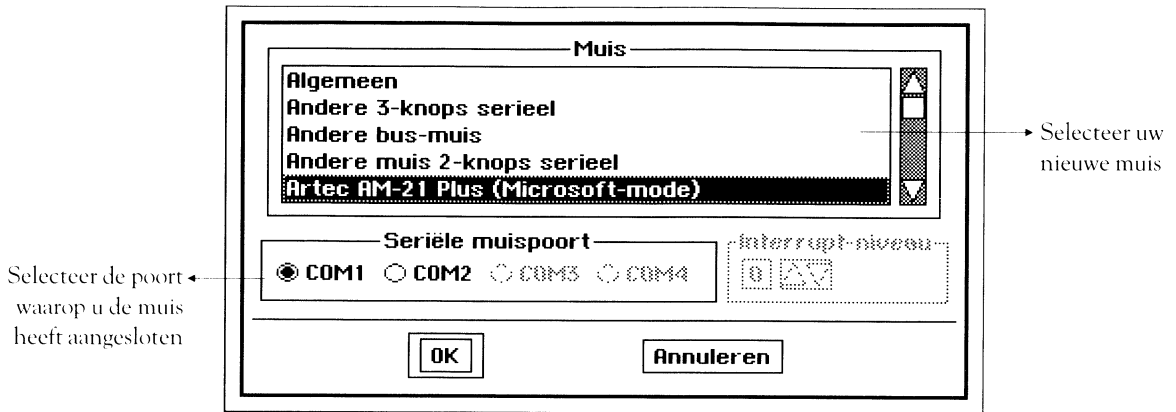 Muis
Algemeen
Andere 3-knops serieel
Andere bus-muis
Andere muis 2-knops serieel
Artec AM-21 Plus (Microsoft-mode)
Selecteer uw
nieuwe muis
Seriële muispoort
COM1 COM2 COM3 COM4
Interrupt-niveau
0
Selecteer de poort
waarop u de muis
heeft aangesloten
OK
Annuleren